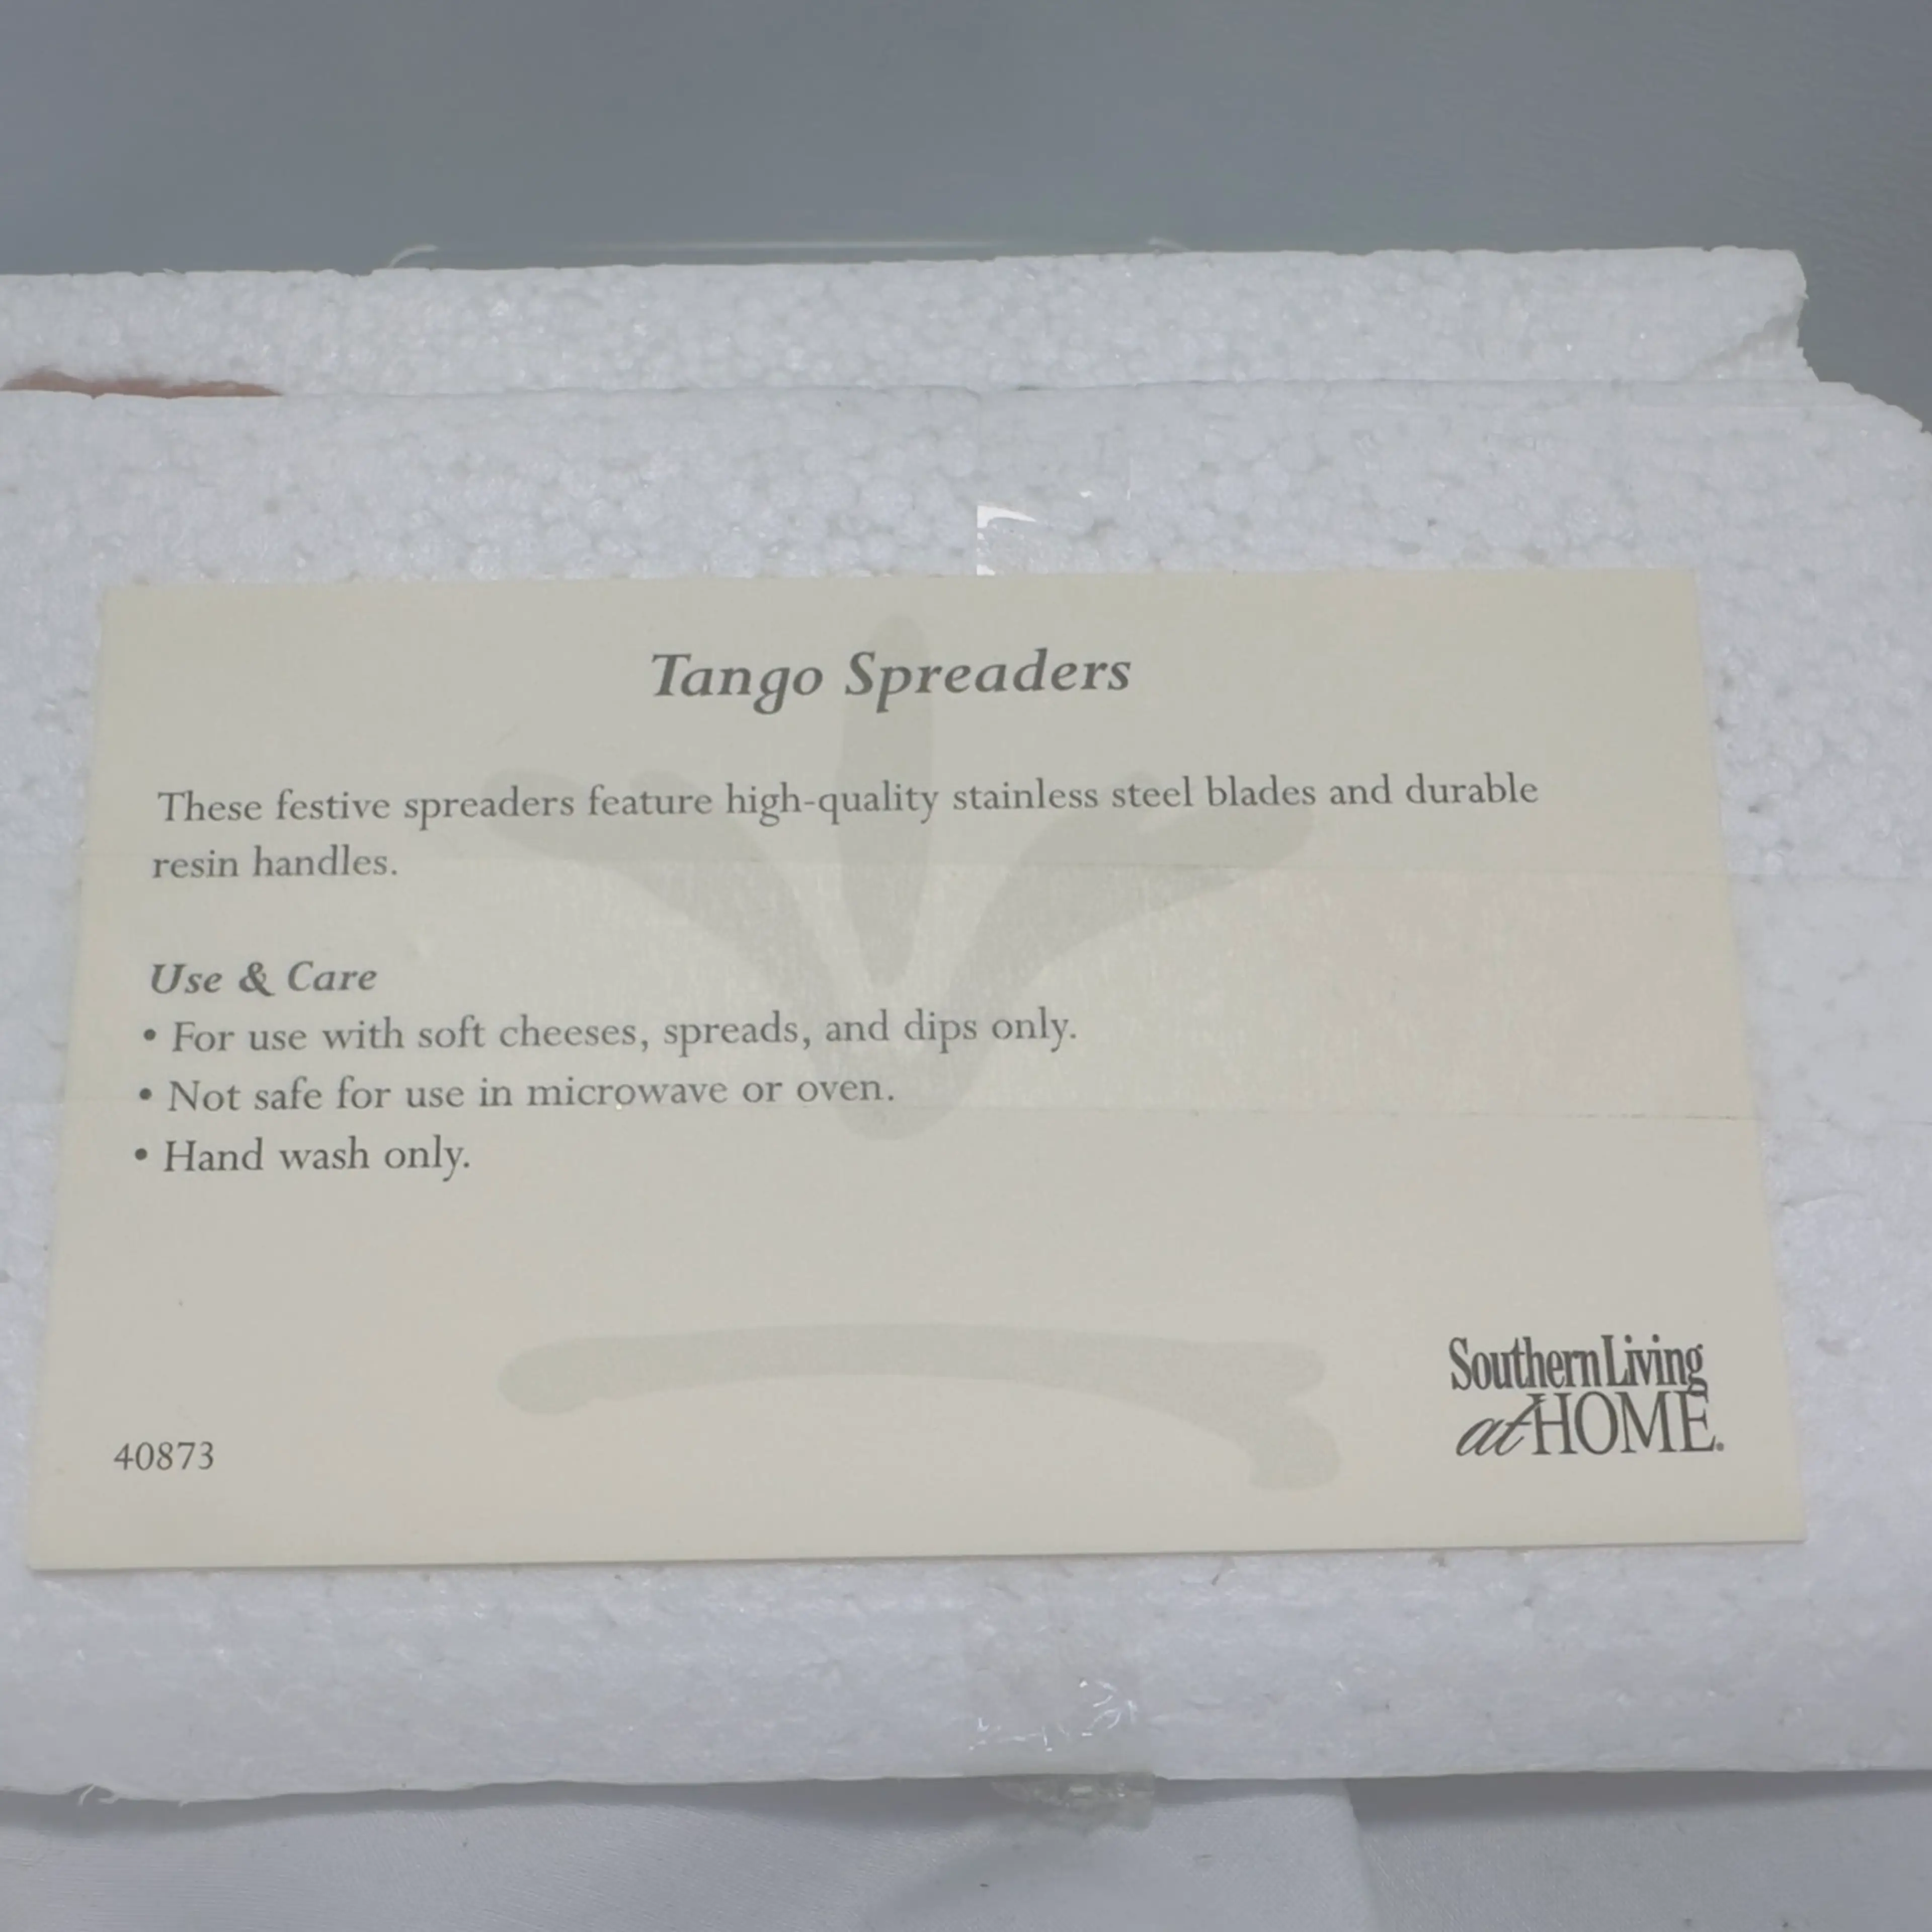 Tango Spreaders
These festive spreaders feature high-quality stainless steel blades and durable
resin handles.
Use & Care
• For use with soft cheeses, spreads, and dips only.
• Not safe for use in microwave or oven.
• Hand wash only.
Southern Living
at HOME.
40873